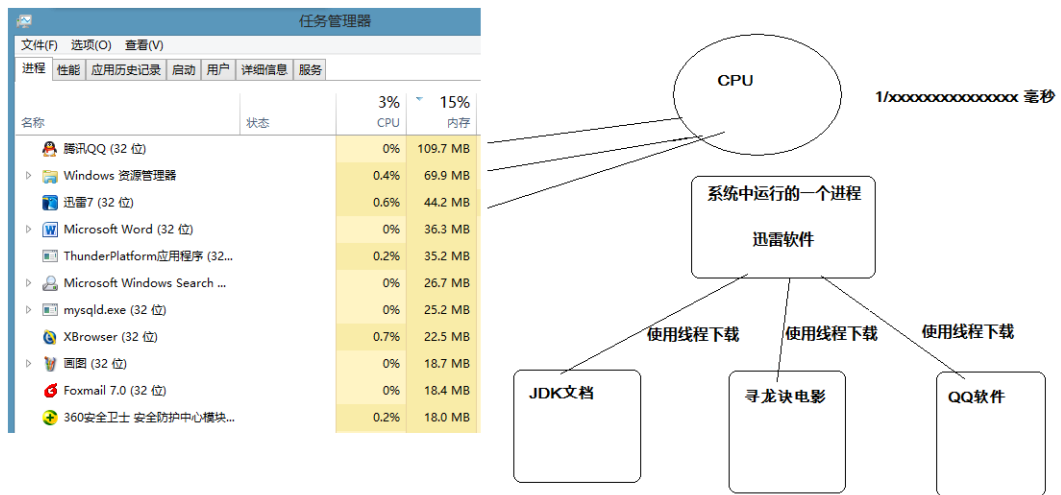 任务管理器
文件(F) 选项(O) 查看(V)
进程 性能 应用历史记录 启动 用户 详细信息 服务
3% 15%
名称 状态 CPU 内存
腾讯QQ (32 位) 0% 109.7 MB
Windows 资源管理器 0.4% 69.9 MB
迅雷7 (32 位) 0.6% 44.2 MB
Microsoft Word (32 位) 0% 36.3 MB
ThunderPlatform应用程序 (32... 0.2% 35.2 MB
Microsoft Windows Search ... 0% 26.7 MB
mysqld.exe (32 位) 0% 25.2 MB
XBrowser (32 位) 0.7% 22.5 MB
画图 (32 位) 0% 18.7 MB
Foxmail 7.0 (32 位) 0% 18.4 MB
360安全卫士 安全防护中心模块... 0.2% 18.0 MB
CPU
1/xxxxxxxxxxxxxxx 毫秒
系统中运行的一个进程
迅雷软件
使用线程下载 使用线程下载 使用线程下载
JDK文档 寻龙诀电影 QQ软件